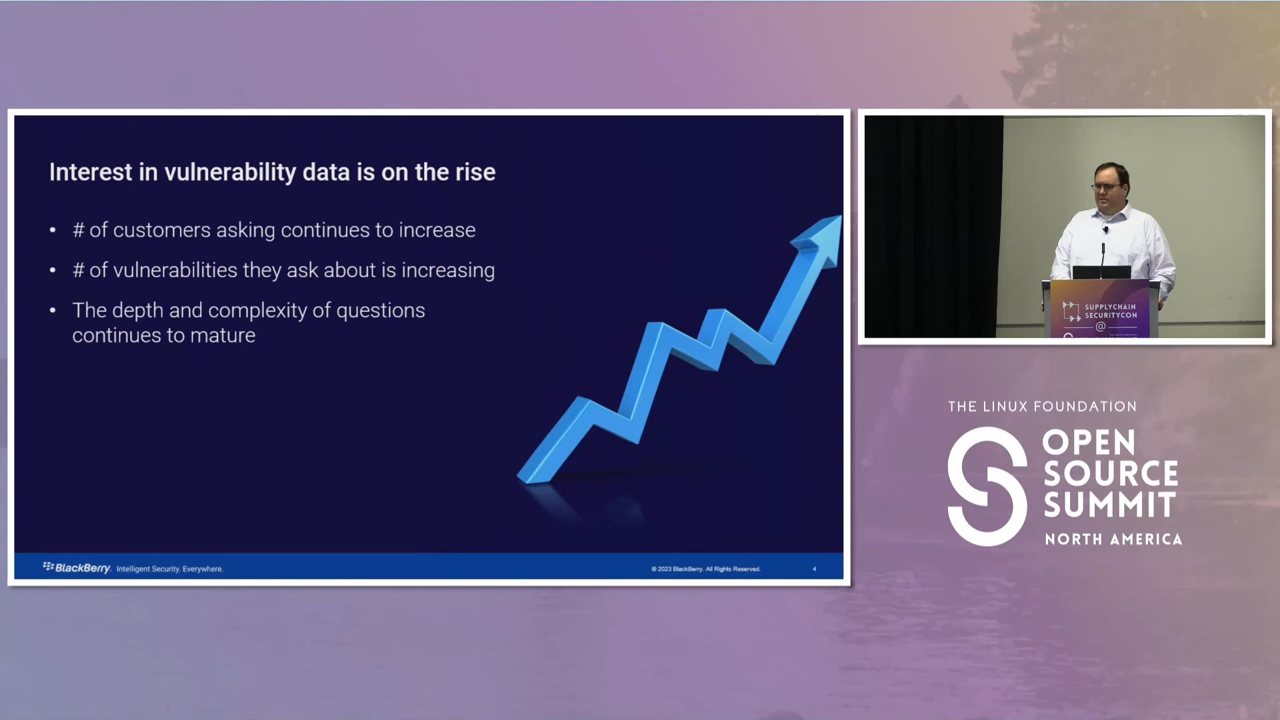 Interest in vulnerability data is on the rise
• # of customers asking continues to increase
• # of vulnerabilities they ask about is increasing
• The depth and complexity of questions
continues to mature
BlackBerry. Intelligent Security. Everywhere.
© 2023 BlackBerry. All Rights Reserved.
4
SUPPLYCHAIN
SECURITYCON
@
THE LINUX FOUNDATION
OPEN
SOURCE
SUMMIT
NORTH AMERICA